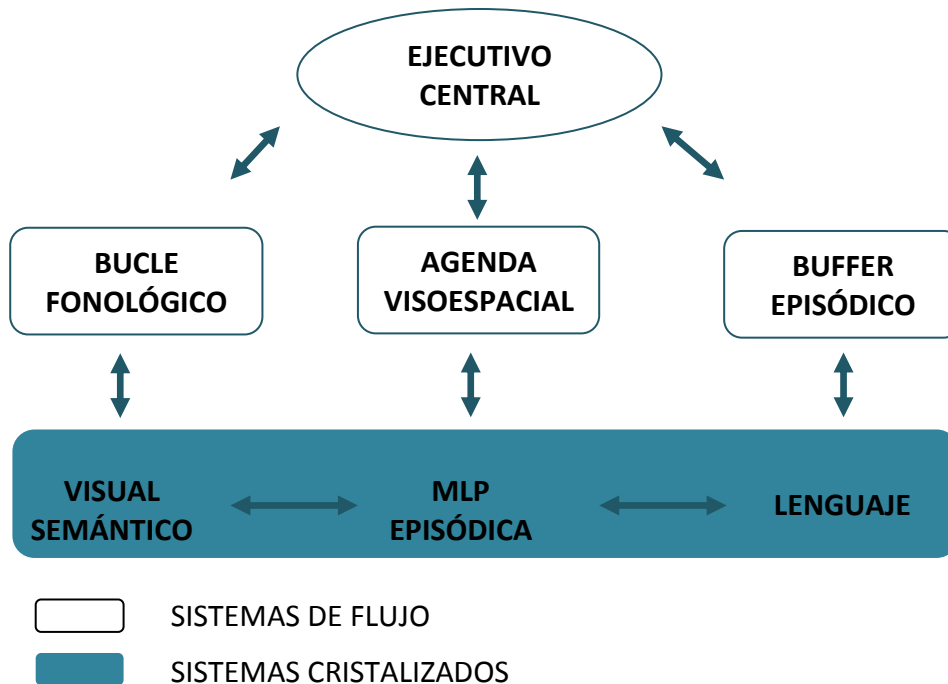 EJECUTIVO
CENTRAL
BUCLE
FONOLÓGICO
AGENDA
VISOESPACIAL
BUFFER
EPISÓDICO
VISUAL
SEMÁNTICO
MLP
EPISÓDICA
LENGUAJE
SISTEMAS DE FLUJO
SISTEMAS CRISTALIZADOS